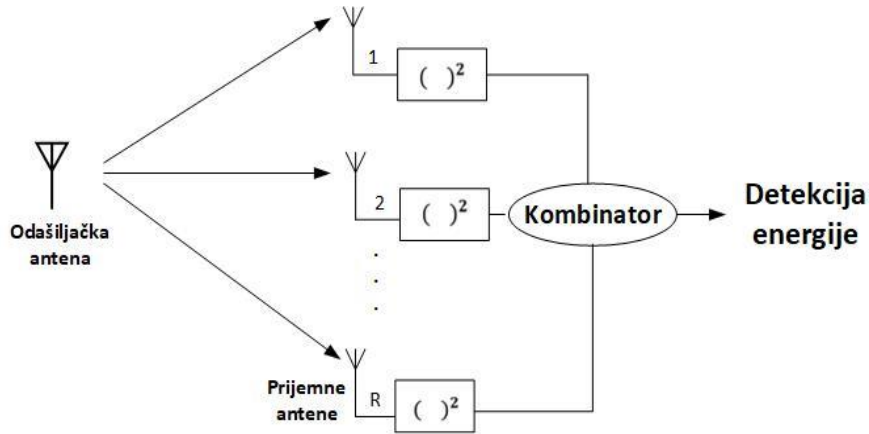 1
( )²
Odašiljačka
antena
2
( )²
Kombinator
Detekcija
energije
.
.
.
Prijemne
antene
R
( )²